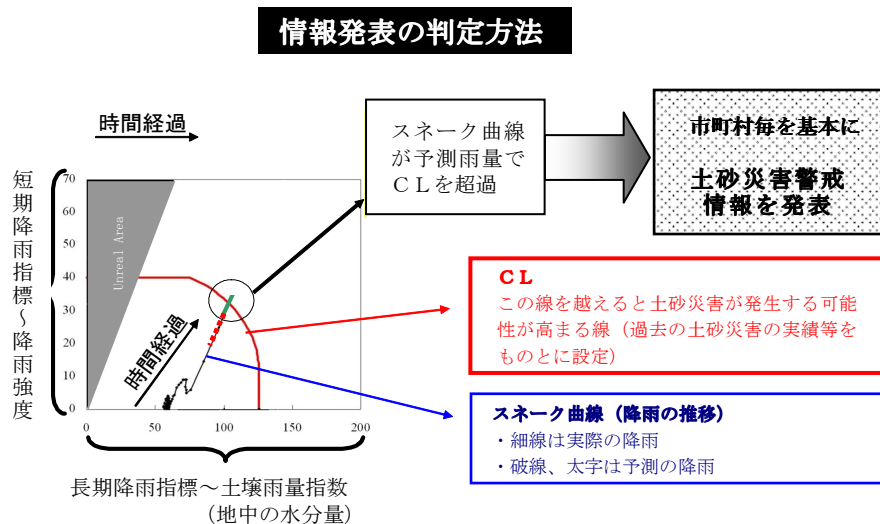 情報発表の判定方法
時間経過
スネーク曲線
が予測雨量で
ＣＬを超過
市町村毎を基本に
土砂災害警戒
情報を発表
短期降雨指標～降雨強度
70
60
50
40
30
20
10
0
Unreal Area
時間経過
0
50
100
150
200
長期降雨指標～土壌雨量指数
（地中の水分量）
ＣＬ
この線を越えると土砂災害が発生する可能
性が高まる線（過去の土砂災害の実績等を
ものとに設定）
スネーク曲線（降雨の推移）
・細線は実際の降雨
・破線、太字は予測の降雨